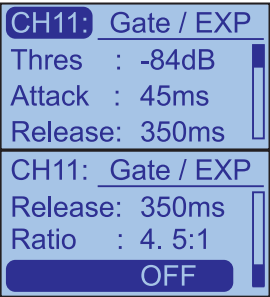 CH11: Gate / EXP
Thres : -84dB
Attack : 45ms
Release: 350ms
CH11: Gate / EXP
Release: 350ms
Ratio : 4. 5:1
OFF